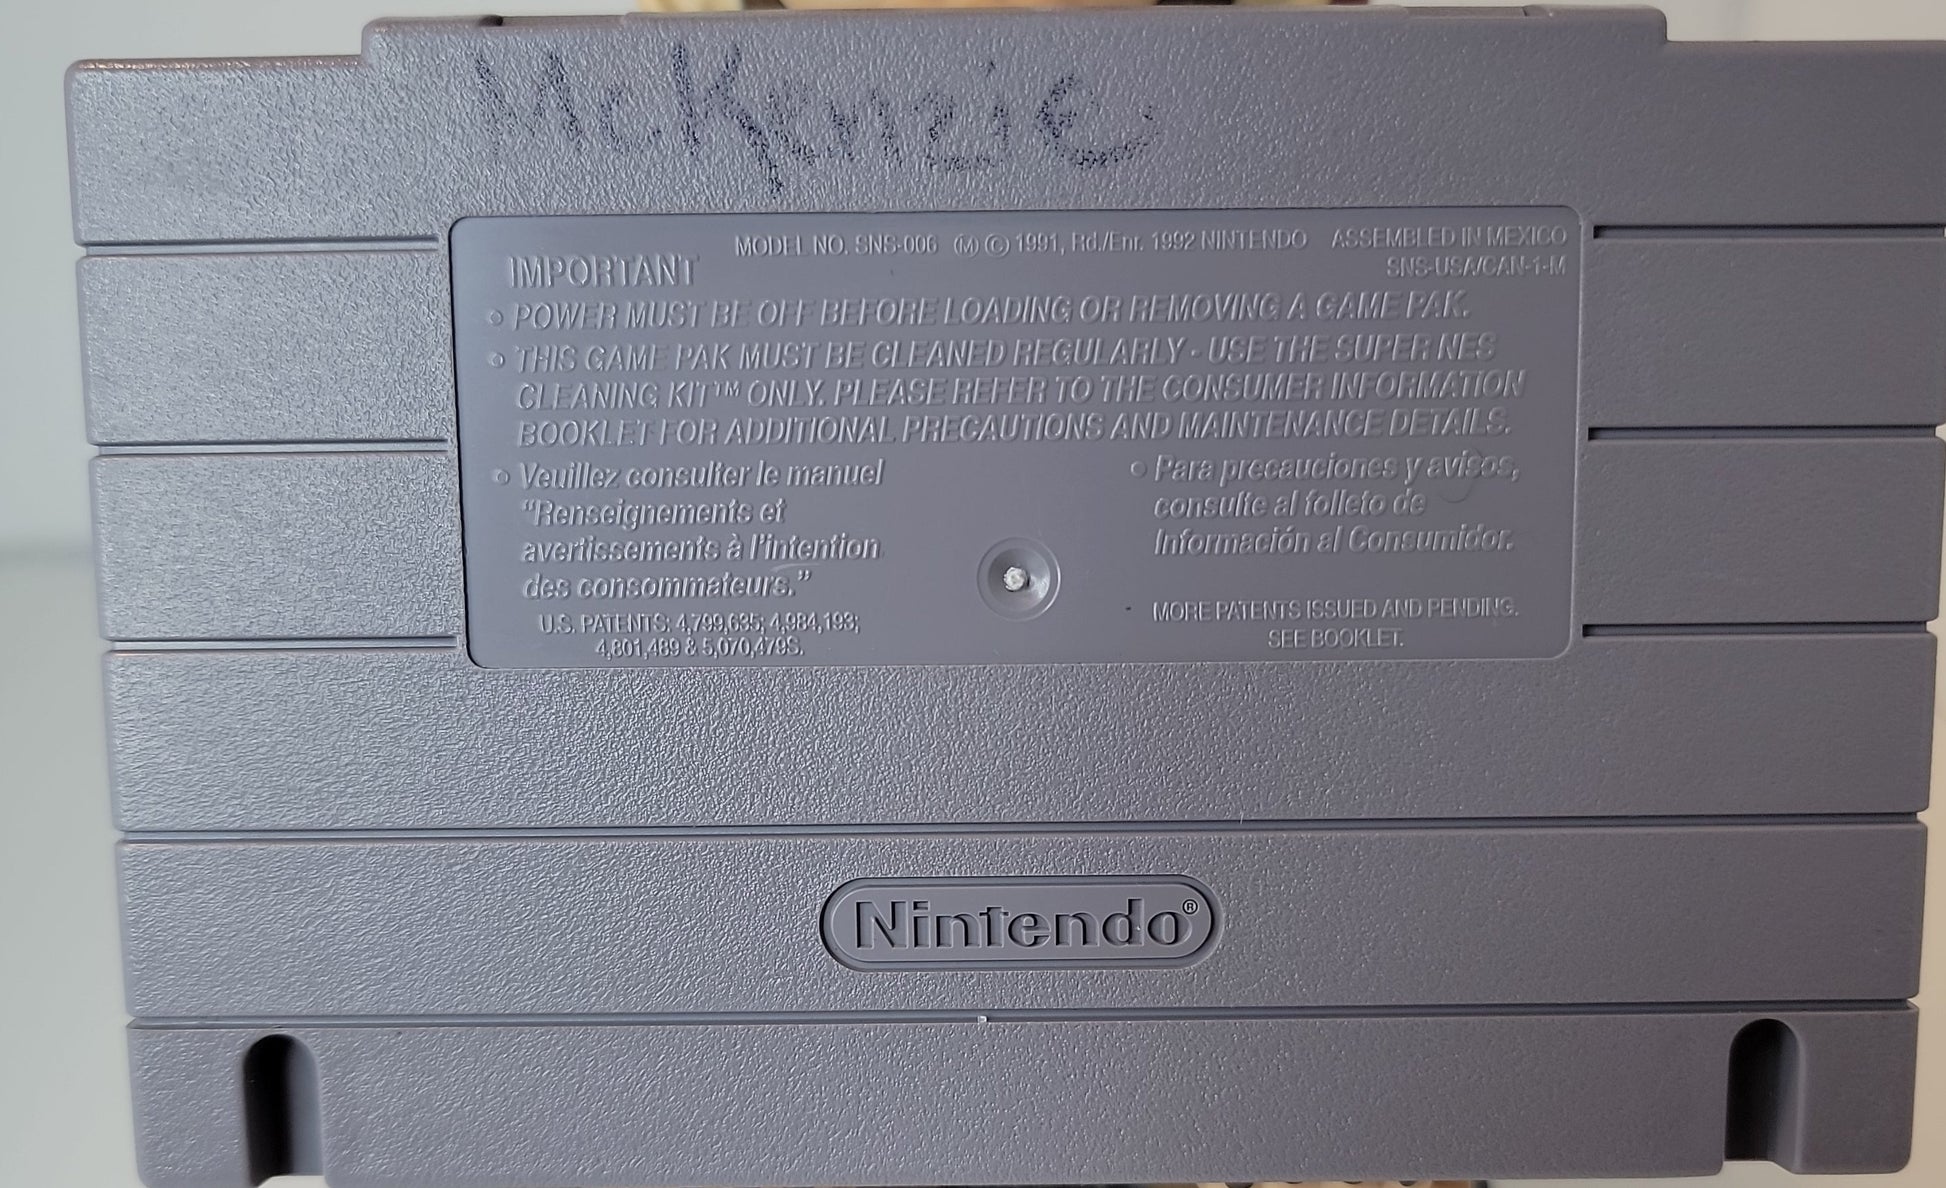 McKenzie
MODEL NO. SNS-006 Ⓜ © 1991, Rd./Enr. 1992 NINTENDO ASSEMBLED IN MEXICO
SNS-USA/CAN-1-M
IMPORTANT
• POWER MUST BE OFF BEFORE LOADING OR REMOVING A GAME PAK.
• THIS GAME PAK MUST BE CLEANED REGULARLY - USE THE SUPER NES
CLEANING KIT™ ONLY. PLEASE REFER TO THE CONSUMER INFORMATION
BOOKLET FOR ADDITIONAL PRECAUTIONS AND MAINTENANCE DETAILS.
• Veuillez consulter le manuel
"Renseignements et
avertissements à l'intention
des consommateurs."
U.S. PATENTS: 4,799,635; 4,984,193;
4,801,489 & 5,070,479S.
• Para precauciones y avisos,
consulte al folleto de
Información al Consumidor.
MORE PATENTS ISSUED AND PENDING.
SEE BOOKLET.
Nintendo®